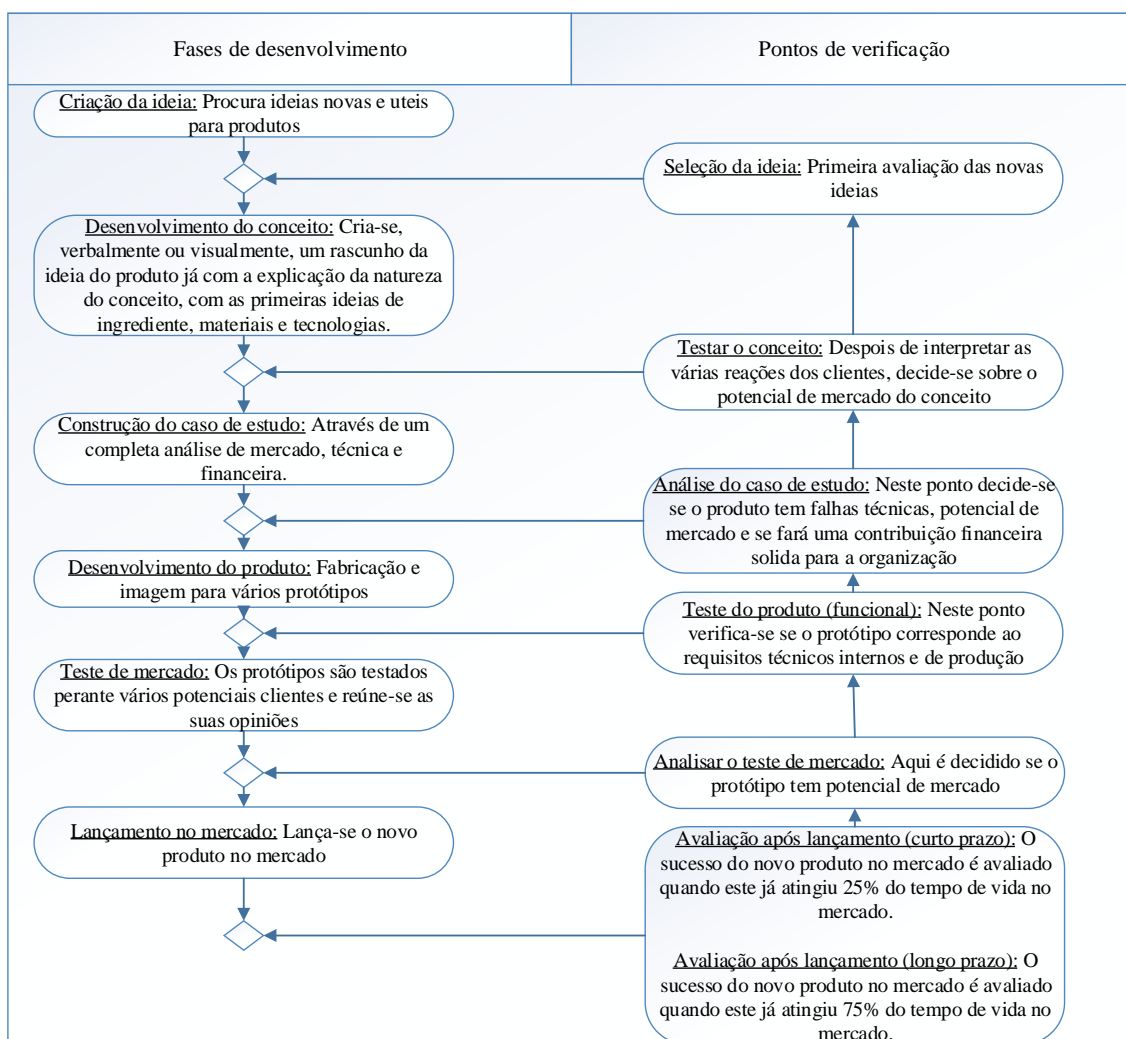 Fases de desenvolvimento
Pontos de verificação
Criação da ideia: Procura ideias novas e uteis
para produtos
Seleção da ideia: Primeira avaliação das novas
ideias
Desenvolvimento do conceito: Cria-se,
verbalmente ou visualmente, um rascunho da
ideia do produto já com a explicação da natureza
do conceito, com as primeiras ideias de
ingrediente, materiais e tecnologias.
Testar o conceito: Despois de interpretar as
várias reações dos clientes, decide-se sobre o
potencial de mercado do conceito
Construção do caso de estudo: Através de um
completa análise de mercado, técnica e
financeira.
Análise do caso de estudo: Neste ponto decide-se
se o produto tem falhas técnicas, potencial de
mercado e se fará uma contribuição financeira
solida para a organização
Desenvolvimento do produto: Fabricação e
imagem para vários protótipos
Teste do produto (funcional): Neste ponto
verifica-se se o protótipo corresponde ao
requisitos técnicos internos e de produção
Teste de mercado: Os protótipos são testados
perante vários potenciais clientes e reúne-se as
suas opiniões
Analisar o teste de mercado: Aqui é decidido se o
protótipo tem potencial de mercado
Lançamento no mercado: Lança-se o novo
produto no mercado
Avaliação após lançamento (curto prazo): O
sucesso do novo produto no mercado é avaliado
quando este já atingiu 25% do tempo de vida no
mercado.
Avaliação após lançamento (longo prazo): O
sucesso do novo produto no mercado é avaliado
quando este já atingiu 75% do tempo de vida no
mercado.